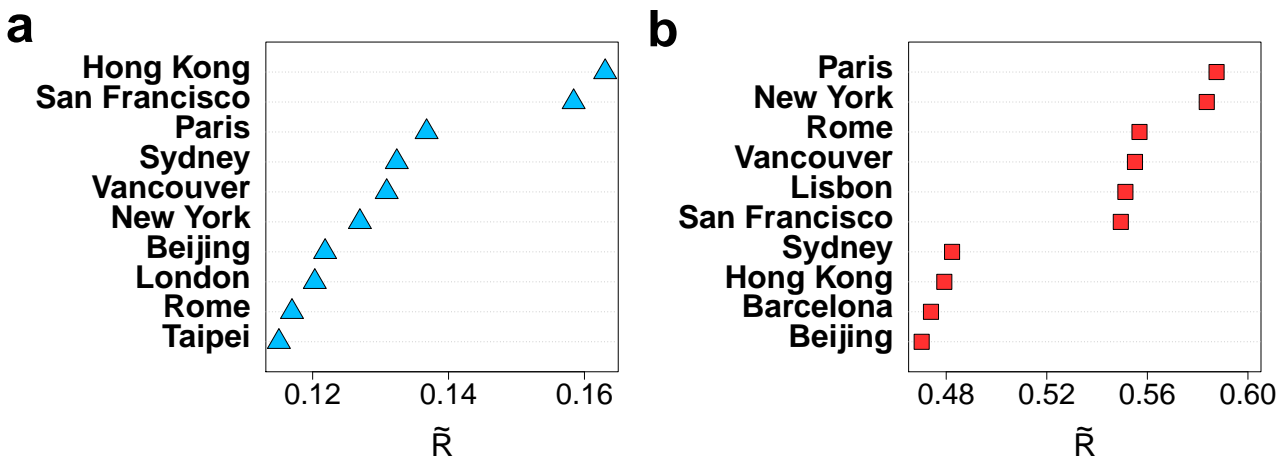 a
Hong Kong
San Francisco
Paris
Sydney
Vancouver
New York
Beijing
London
Rome
Taipei
0.12 0.14 0.16
R̃
b
Paris
New York
Rome
Vancouver
Lisbon
San Francisco
Sydney
Hong Kong
Barcelona
Beijing
0.48 0.52 0.56 0.60
R̃